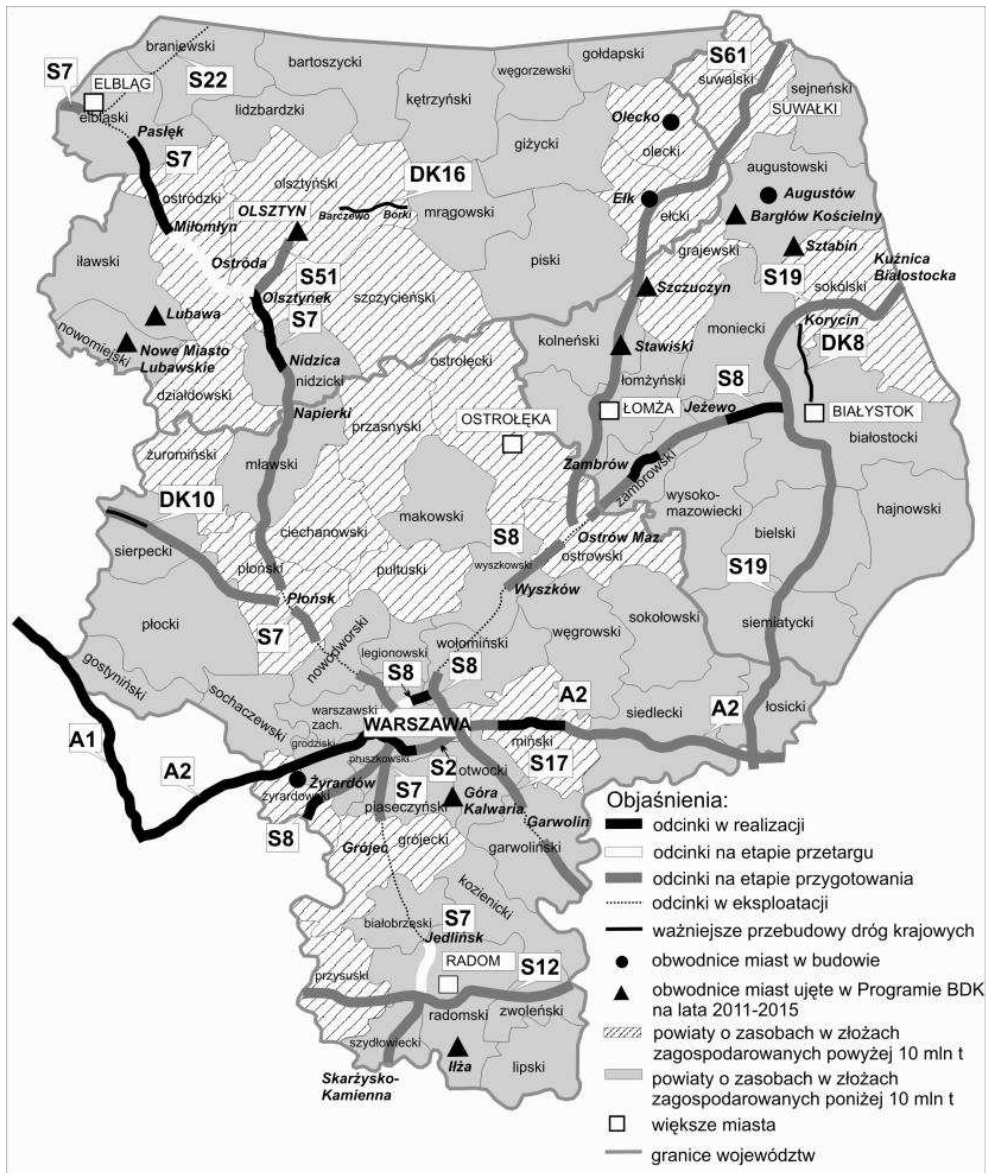 braniewski
bartoszycki
gołdapski
S61
S7
ELBLĄG
S22
węgorzewski
suwalski
elbląski
lidzbardzki
kętrzyński
sejneński
SUWAŁKI
Olecko
Pasłęk
giżycki
olecki
augustowski
S7
olsztyński
DK16
ostródzki
OLSZTYN
Barczewo
Borki
mrągowski
Ełk
Augustów
ełcki
Bargłów Kościelny
Miłomłyn
iławski
Ostróda
piski
grajewski
Sztabin
Kuźnica
Białostocka
S51
S19
sokólski
Olsztynek
szczycieński
Szczuczyn
Lubawa
S7
moniecki
Korycin
nowomiejski
Nowe Miasto
Lubawskie
Nidzica
kolneński
Stawiski
DK8
nidzicki
ostrołęcki
łomżyński
S8
działdowski
Napierki
ŁOMŻA
Jeżewo
BIAŁYSTOK
przasnyski
OSTROŁĘKA
białostocki
żuromiński
mławski
Zambrów
zambrowski
DK10
wysoko-
mazowiecki
hajnowski
makowski
ciechanowski
sierpecki
S8
Ostrów Maz.
bielski
ostrowski
wyszkowski
płoński
pułtuski
S19
Płońsk
Wyszków
płocki
sokołowski
siemiatycki
S7
węgrowski
nowodworski
wołomiński
legionowski
gostyniński
S8
S8
sochaczewski
A2
łosicki
warszawski
zach.
WARSZAWA
siedlecki
A2
A1
grodziski
miński
A2
pruszkowski
S2
otwocki
S17
Żyrardów
S7
żyrardowski
piaseczyński
Góra
Kalwaria
S8
Garwolin
Grójec
grójecki
garwoliński
kozienicki
białobrzeski
S7
Jedlińsk
RADOM
S12
przysuski
radomski
zwoleński
szydłowiecki
Iłża
lipski
Skarżysko-
Kamienna
Objaśnienia:
odcinki w realizacji
odcinki na etapie przetargu
odcinki na etapie przygotowania
odcinki w eksploatacji
ważniejsze przebudowy dróg krajowych
obwodnice miast w budowie
obwodnice miast ujęte w Programie BDK
na lata 2011-2015
powiaty o zasobach w złożach
zagospodarowanych powyżej 10 mln t
powiaty o zasobach w złożach
zagospodarowanych poniżej 10 mln t
większe miasta
granice województw